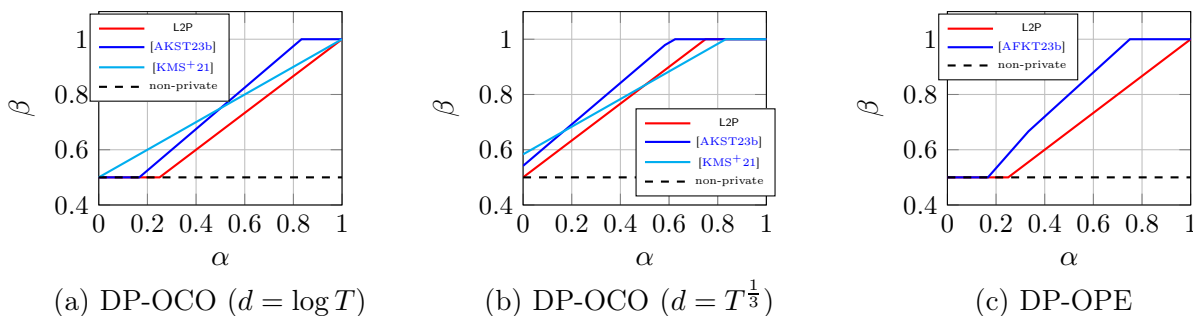 L2P
[AKST23b]
[KMS+21]
non-private
1
0.8
0.6
0.4
β
0 0.2 0.4 0.6 0.8 1
α
(a) DP-OCO (d = log T)
1
0.8
0.6
0.4
β
L2P
[AKST23b]
[KMS+21]
non-private
0 0.2 0.4 0.6 0.8 1
α
(b) DP-OCO (d = T^{1/3})
L2P
[AFKT23b]
non-private
1
0.8
0.6
0.4
β
0 0.2 0.4 0.6 0.8 1
α
(c) DP-OPE